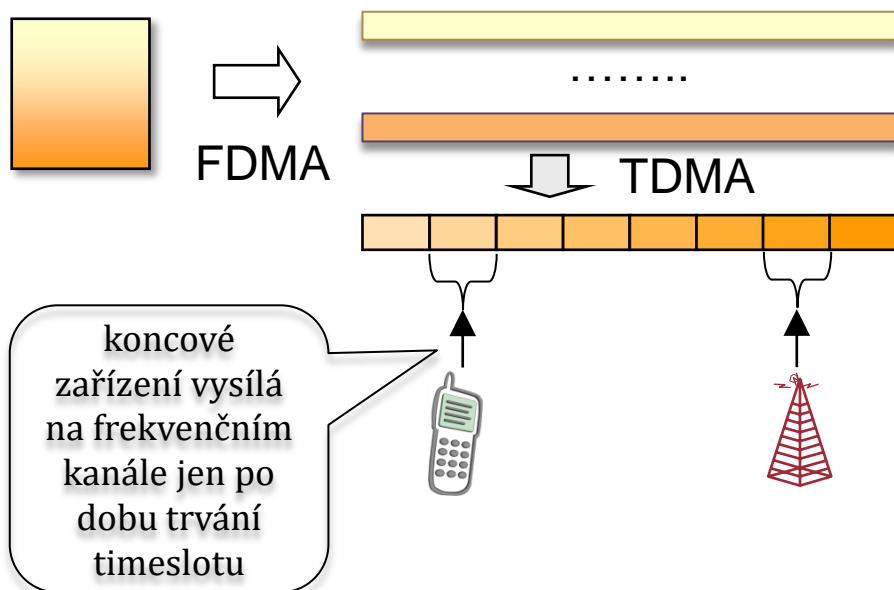 ........
FDMA
TDMA
koncové
zařízení vysílá
na frekvenčním
kanále jen po
dobu trvání
timeslotu